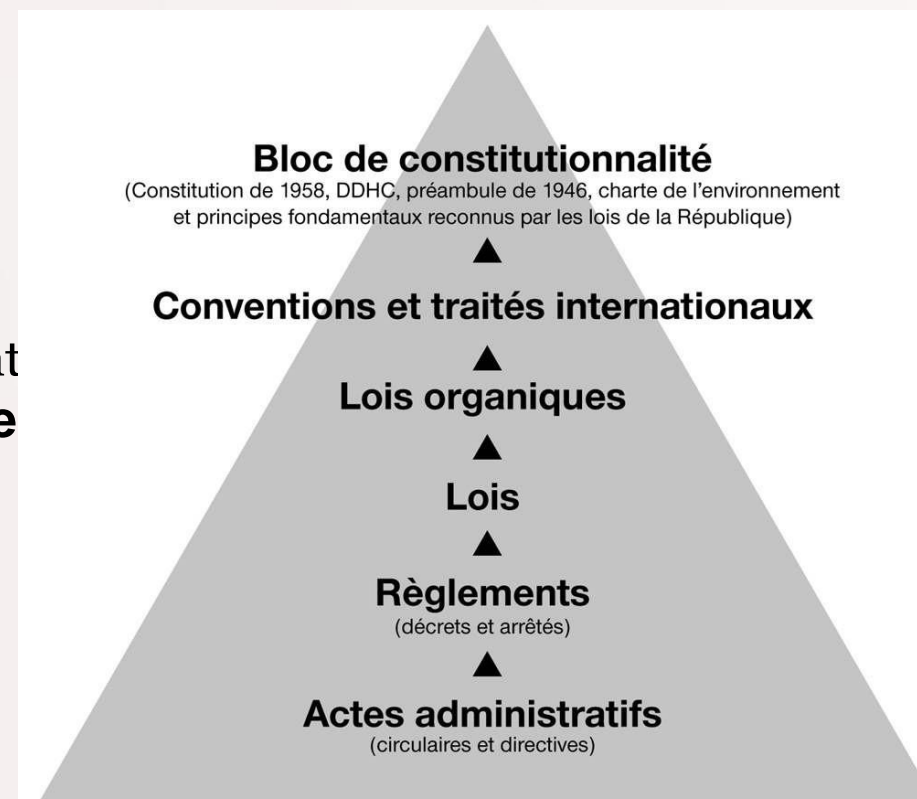 Bloc de constitutionnalité
(Constitution de 1958, DDHC, préambule de 1946, charte de l'environnement
et principes fondamentaux reconnus par les lois de la République)
Conventions et traités internationaux
Lois organiques
Lois
Règlements
(décrets et arrêtés)
Actes administratifs
(circulaires et directives)